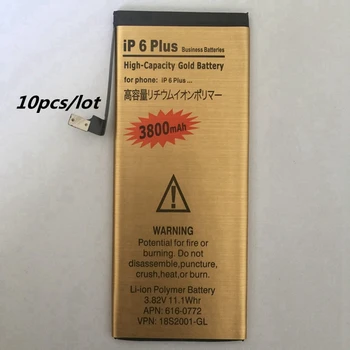 iP 6 Plus
Business Batteries
High-Capacity Gold Battery
for phone: iP 6 Plus...
高容量リチウムイオンポリマー
10pcs/lot
3800mAh
WARNING
Potential for fire or
burning. Do not
disassemble,puncture,
crush,heat,or burn
Li-ion Polymer Battery
3.82V 11.1Whr
APN: 616-0772
VPN: 18S2001-GL